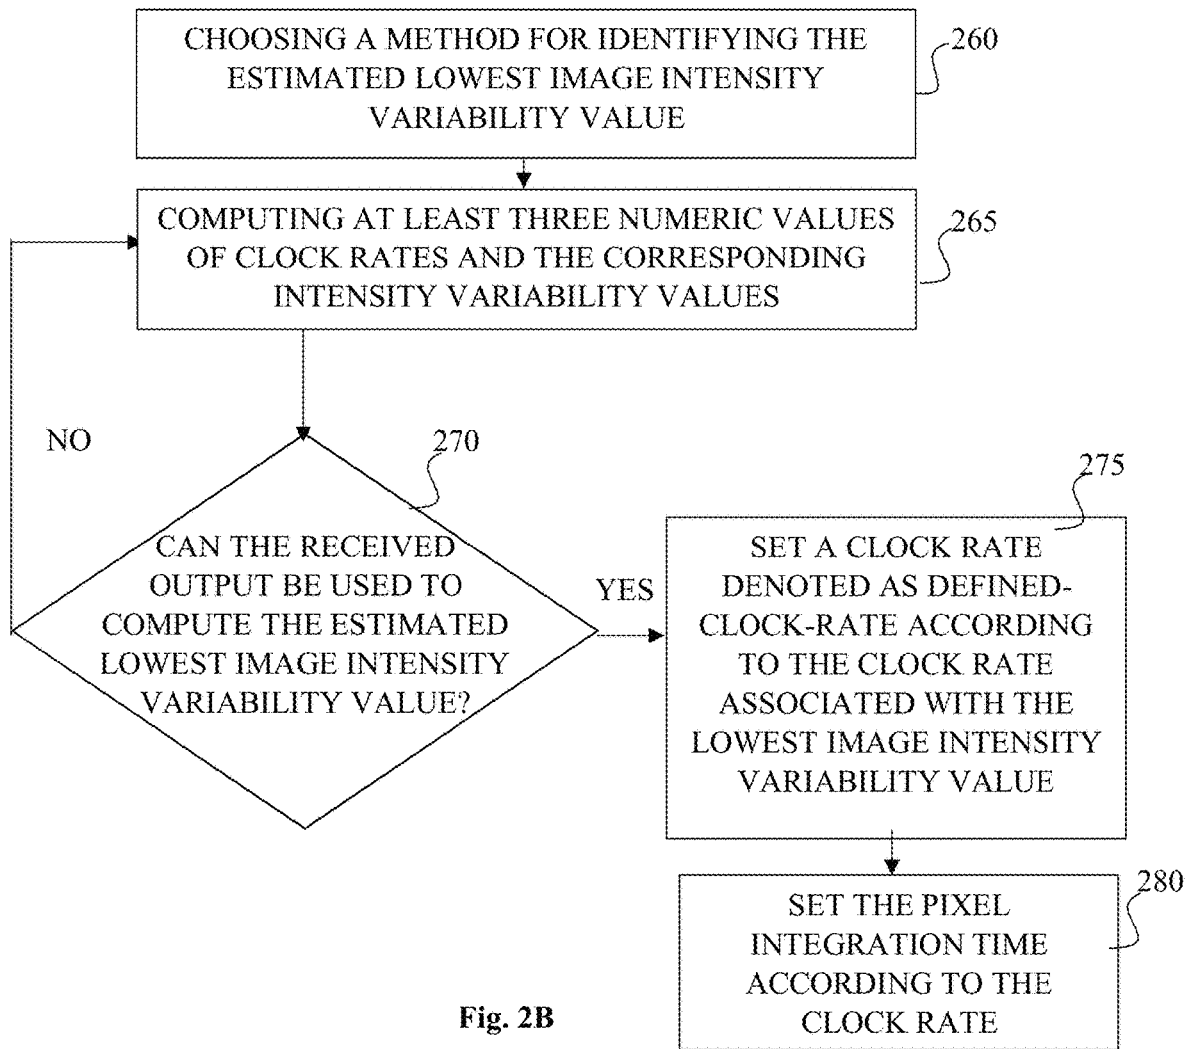 CHOOSING A METHOD FOR IDENTIFYING THE
ESTIMATED LOWEST IMAGE INTENSITY
VARIABILITY VALUE
260
COMPUTING AT LEAST THREE NUMERIC VALUES
OF CLOCK RATES AND THE CORRESPONDING
INTENSITY VARIABILITY VALUES
265
NO
270
CAN THE RECEIVED
OUTPUT BE USED TO
COMPUTE THE ESTIMATED
LOWEST IMAGE INTENSITY
VARIABILITY VALUE?
YES
275
SET A CLOCK RATE
DENOTED AS DEFINED-
CLOCK-RATE ACCORDING
TO THE CLOCK RATE
ASSOCIATED WITH THE
LOWEST IMAGE INTENSITY
VARIABILITY VALUE
280
SET THE PIXEL
INTEGRATION TIME
ACCORDING TO THE
CLOCK RATE
Fig. 2B